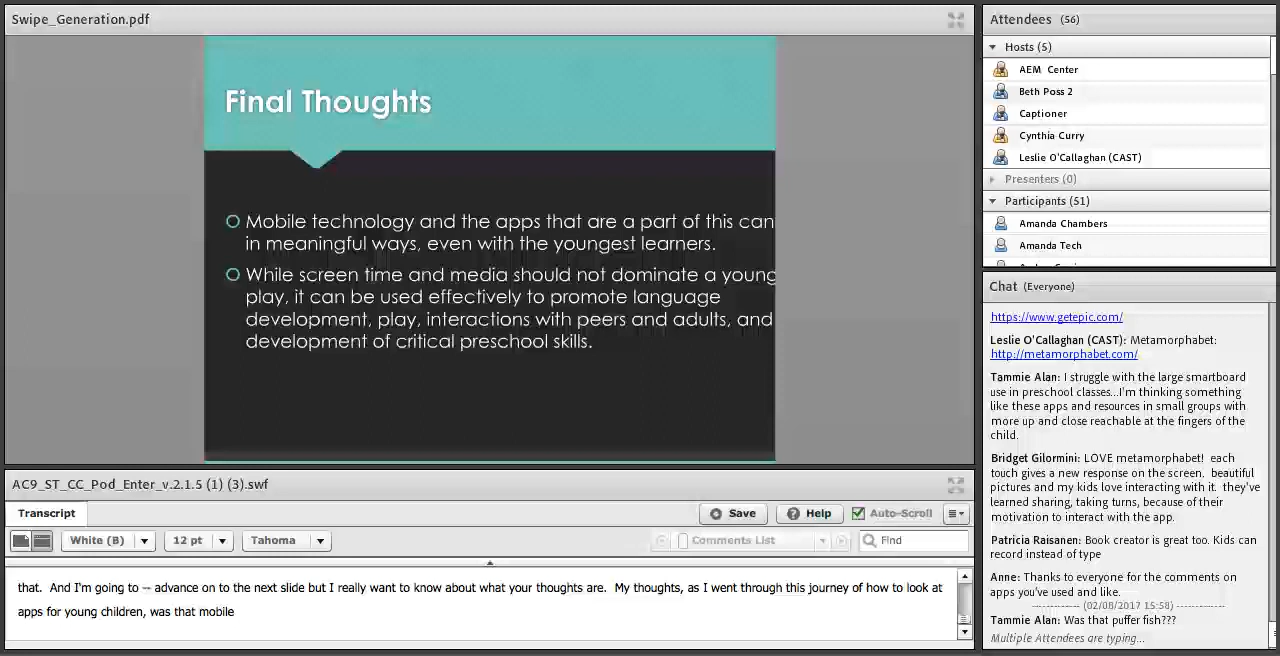 Swipe_Generation.pdf
Final Thoughts
Mobile technology and the apps that are a part of this can
in meaningful ways, even with the youngest learners.
While screen time and media should not dominate a young
play, it can be used effectively to promote language
development, play, interactions with peers and adults, and
development of critical preschool skills.
AC9_ST_CC_Pod_Enter_v.2.1.5 (1) (3).swf
Transcript
Save
Help
Auto-Scroll
White (B)
12 pt
Tahoma
Comments List
Find
that. And I'm going to -- advance on to the next slide but I really want to know about what your thoughts are. My thoughts, as I went through this journey of how to look at
apps for young children, was that mobile
Attendees (56)
Hosts (5)
AEM Center
Beth Poss 2
Captioner
Cynthia Curry
Leslie O'Callaghan (CAST)
Presenters (0)
Participants (51)
Amanda Chambers
Amanda Tech
Chat (Everyone)
https://www.getepic.com/
Leslie O'Callaghan (CAST): Metamorphabet:
http://metamorphabet.com/
Tammie Alan: I struggle with the large smartboard
use in preschool classes...I'm thinking something
like these apps and resources in small groups with
more up and close reachable at the fingers of the
child.
Bridget Gilormini: LOVE metamorphabet! each
touch gives a new response on the screen. beautiful
pictures and my kids love interacting with it. they've
learned sharing, taking turns, because of their
motivation to interact with the app.
Patricia Raisanen: Book creator is great too. Kids can
record instead of type
Anne: Thanks to everyone for the comments on
apps you've used and like.
------------- (02/08/2017 15:58) -------------
Tammie Alan: Was that puffer fish???
Multiple Attendees are typing...